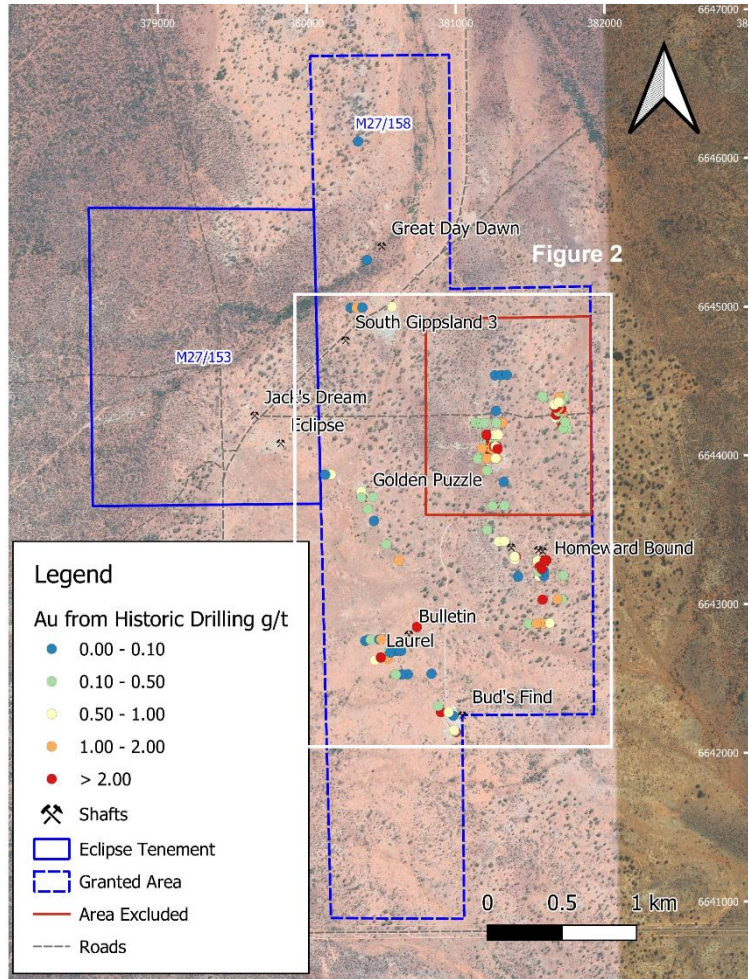 379000
380000
381000
382000
38
6647000
M27/158
6646000
Great Day Dawn
Figure 2
6645000
South Gippsland 3
M27/153
Jack's Dream
Eclipse
6644000
Golden Puzzle
Homeward Bound
6643000
Bulletin
Laurel
Bud's Find
6642000
6641000
Legend
Au from Historic Drilling g/t
0.00 - 0.10
0.10 - 0.50
0.50 - 1.00
1.00 - 2.00
> 2.00
Shafts
Eclipse Tenement
Granted Area
Area Excluded
Roads
0 0.5 1 km